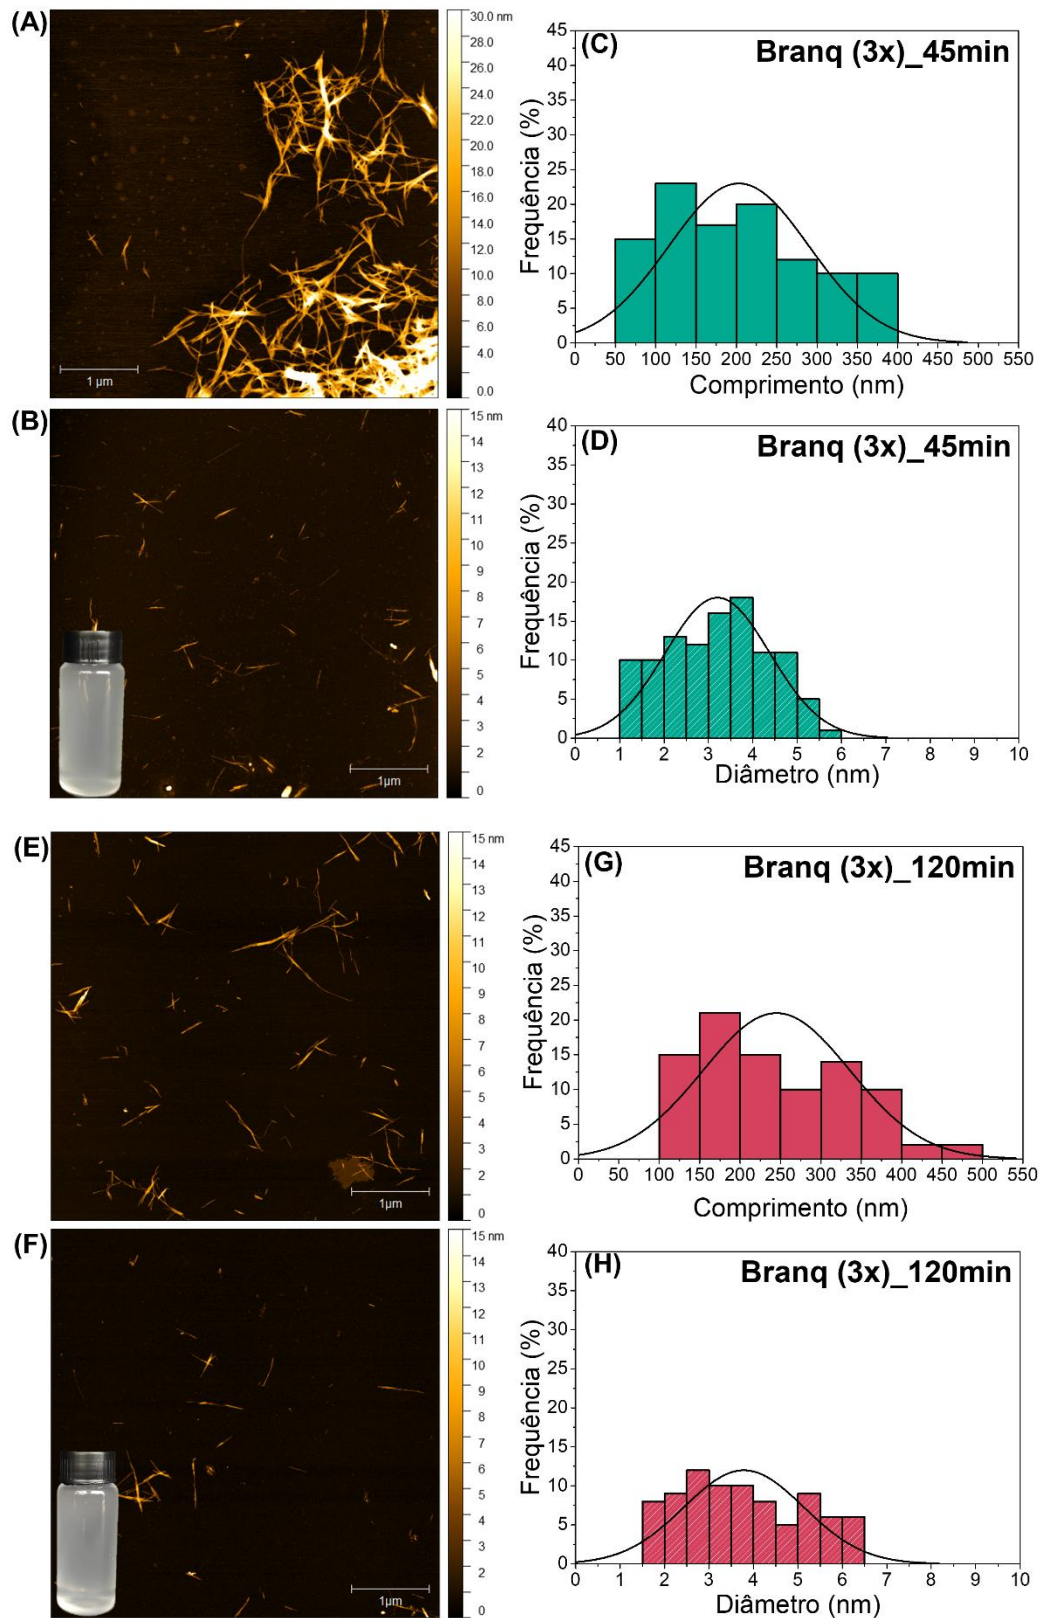 (A)
30.0 nm
28.0
26.0
24.0
22.0
20.0
18.0
16.0
14.0
12.0
10.0
8.0
6.0
4.0
0.0
1 µm
(C)
Branq (3x)_45min
Frequência (%)
45
40
35
30
25
20
15
10
5
0
0 50 100 150 200 250 300 350 400 450 500 550
Comprimento (nm)
(B)
15 nm
14
13
12
11
10
9
8
7
6
5
4
3
2
0
1µm
(D)
Branq (3x)_45min
Frequência (%)
40
35
30
25
20
15
10
5
0
0 1 2 3 4 5 6 7 8 9 10
Diâmetro (nm)
(E)
15 nm
14
13
12
11
10
9
8
7
6
5
4
3
2
0
1µm
(G)
Branq (3x)_120min
Frequência (%)
45
40
35
30
25
20
15
10
5
0
0 50 100 150 200 250 300 350 400 450 500 550
Comprimento (nm)
(F)
15 nm
14
13
12
11
10
9
8
7
6
5
4
3
2
0
1µm
(H)
Branq (3x)_120min
Frequência (%)
40
35
30
25
20
15
10
5
0
0 1 2 3 4 5 6 7 8 9 10
Diâmetro (nm)